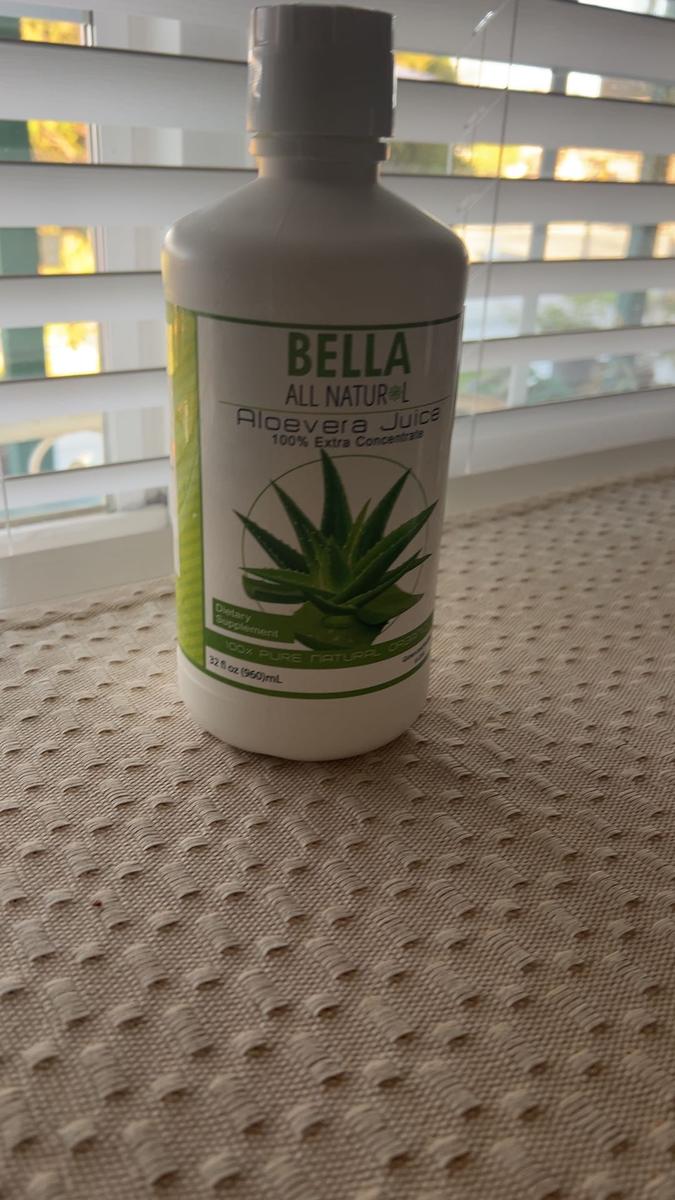 BELLA
ALL NATURAL
Aloevera Juice
100% Extra Concentrate
Dietary
Supplement
100% PURE NATURAL
32 fl oz (960)mL